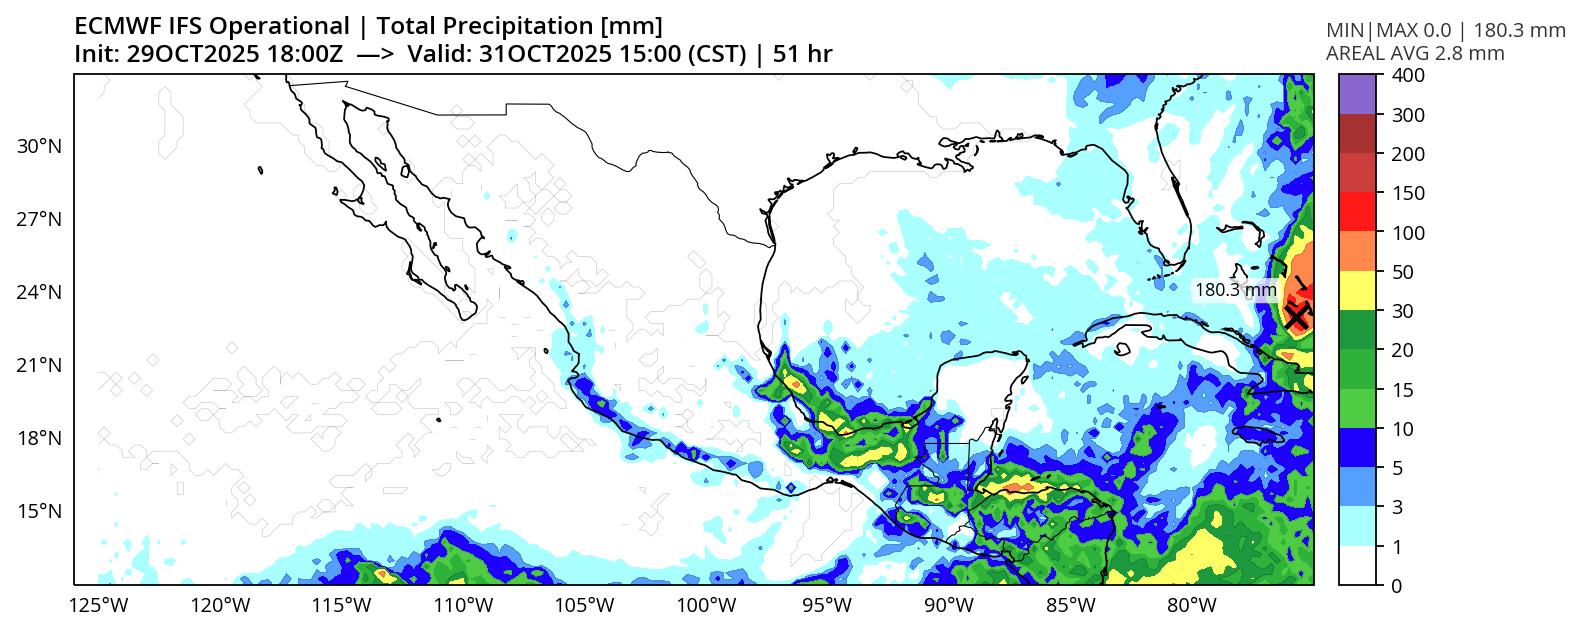 ECMWF IFS Operational | Total Precipitation [mm]
Init: 29OCT2025 18:00Z —> Valid: 31OCT2025 15:00 (CST) | 51 hr
MIN|MAX 0.0 | 180.3 mm
AREAL AVG 2.8 mm
400
300
200
150
100
50
30
20
15
10
5
3
1
0
30°N
27°N
24°N
21°N
18°N
15°N
180.3 mm
125°W 120°W 115°W 110°W 105°W 100°W 95°W 90°W 85°W 80°W